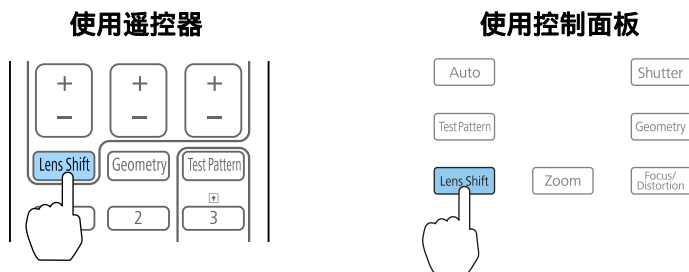 使用遥控器
+ + +
− − −
Lens Shift Geometry Test Pattern
2 3
使用控制面板
Auto Shutter
Test Pattern Geometry
Lens Shift Zoom Focus/
Distortion